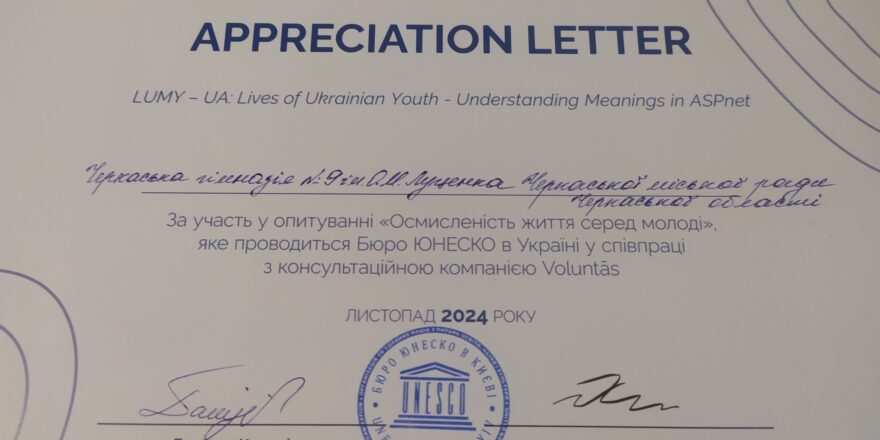 APPRECIATION LETTER
LUMY – UA: Lives of Ukrainian Youth - Understanding Meanings in ASPnet
Черкаська гімназія №9 ім. О.М. Луценка Черкаської міської ради
Черкаської області
За участь у опитуванні «Осмисленість життя серед молоді»,
яке проводиться Бюро ЮНЕСКО в Україні у співпраці
з консультаційною компанією Voluntās
ЛИСТОПАД 2024 РОКУ
БЮРО ЮНЕСКО В КИЄВІ
UNESCO